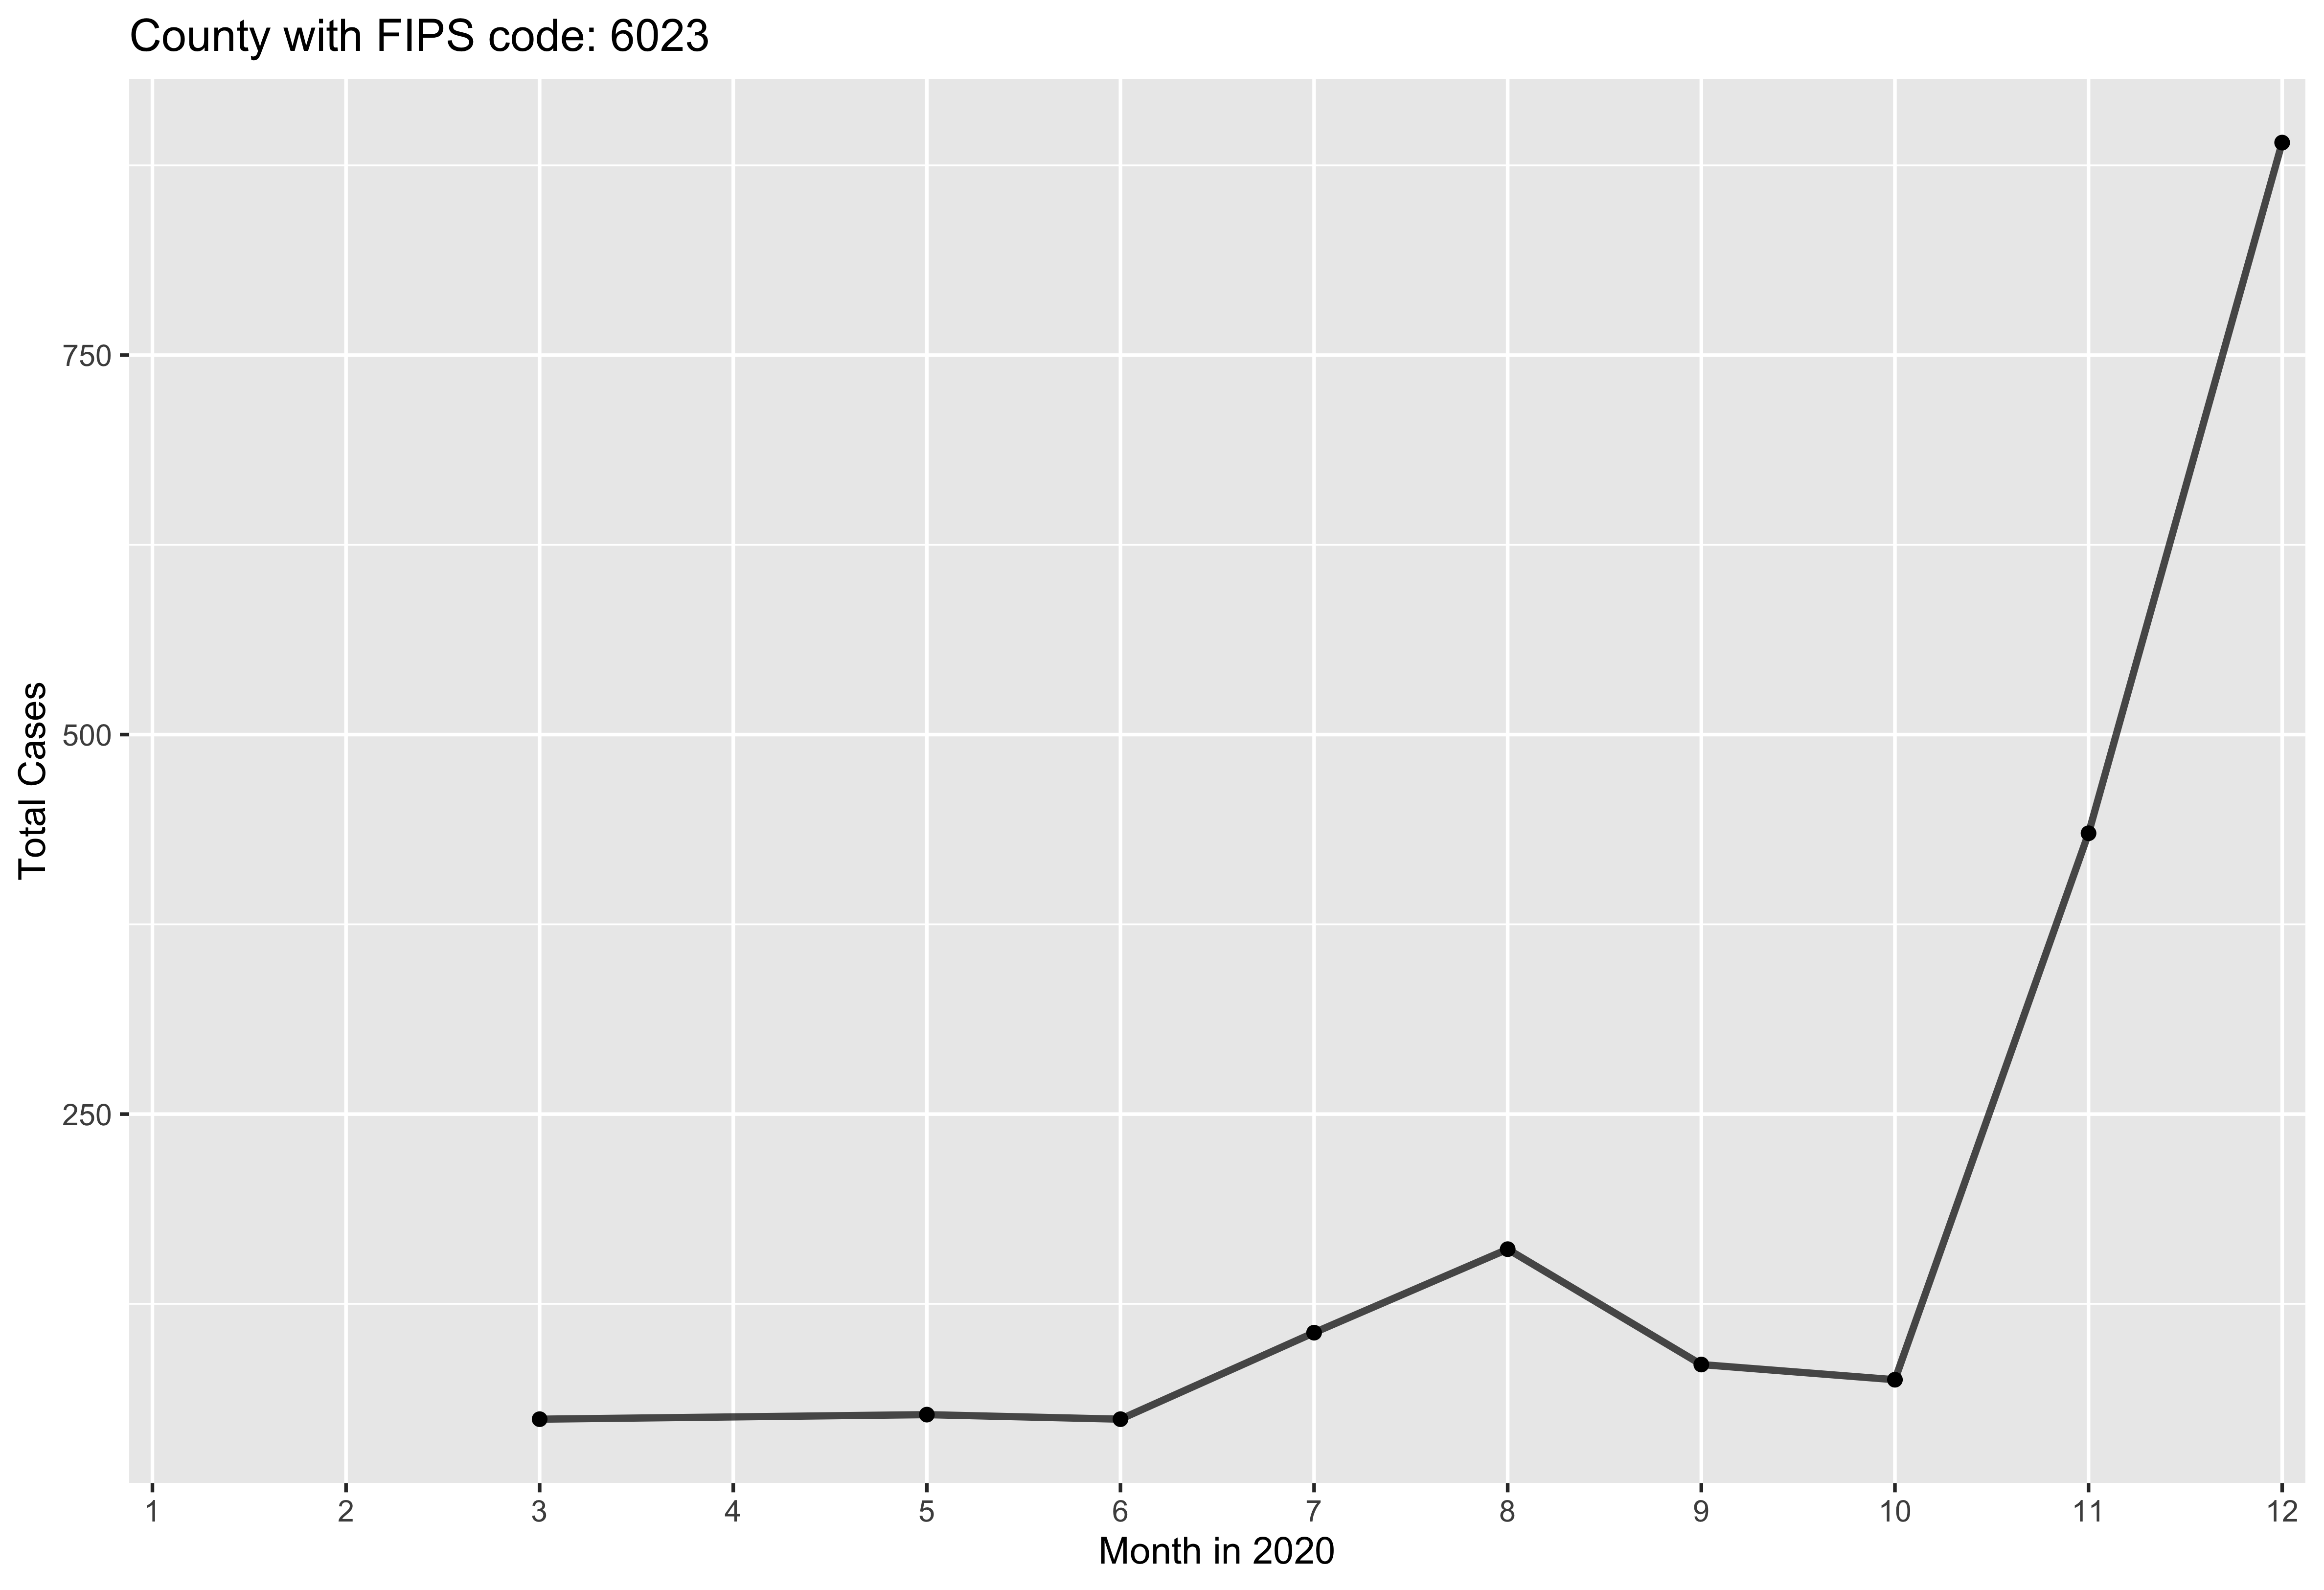 County with FIPS code: 6023
Total Cases
750
500
250
1 2 3 4 5 6 7 8 9 10 11 12
Month in 2020